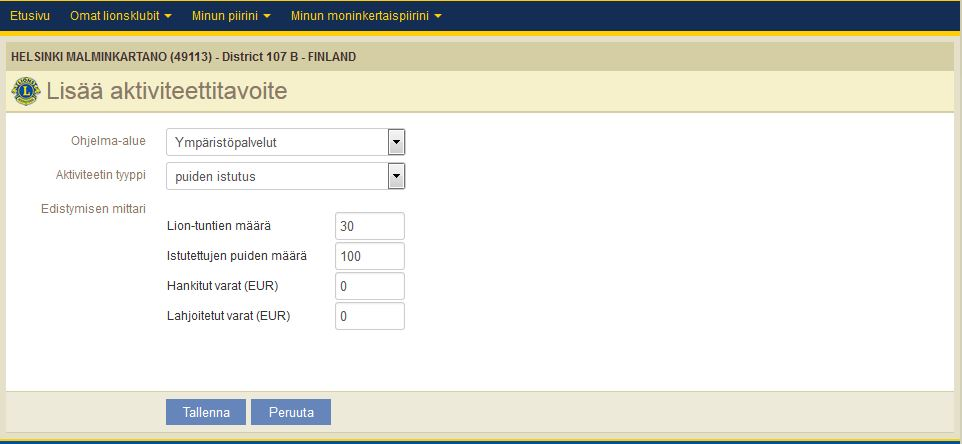 Etusivu Omat lionsklubit Minun piirini Minun moninkertaispiirini
HELSINKI MALMINKARTANO (49113) - District 107 B - FINLAND
Lisää aktiviteettitavoite
Ohjelma-alue Ympäristöpalvelut
Aktiviteetin tyyppi puiden istutus
Edistymisen mittari
Lion-tuntien määrä 30
Istutettujen puiden määrä 100
Hankitut varat (EUR) 0
Lahjoitetut varat (EUR) 0
Tallenna Peruuta